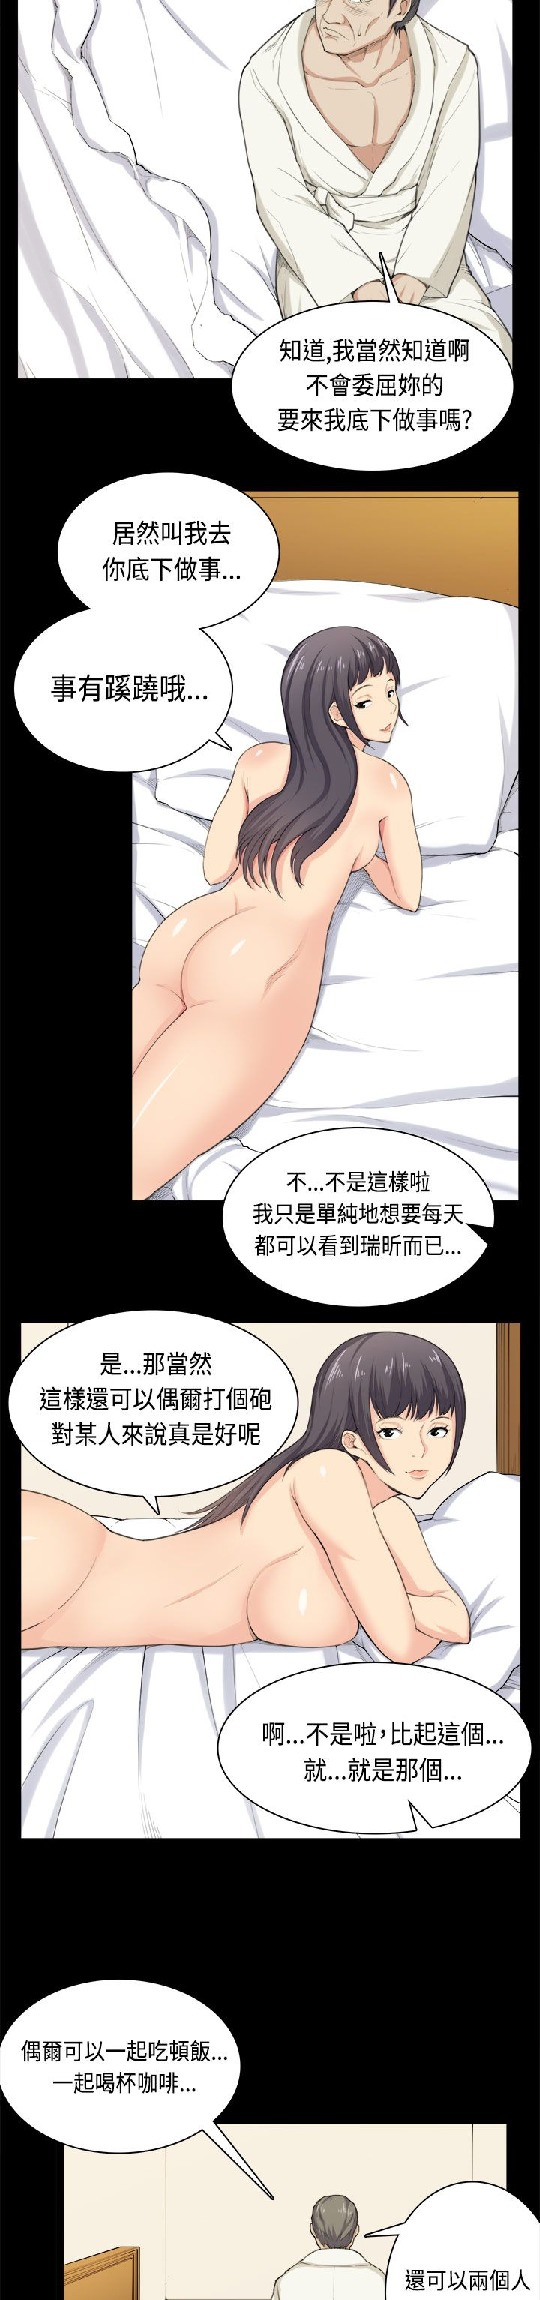 知道,我當然知道啊
不會委屈妳的
要來我底下做事嗎?
居然叫我去
你底下做事...
事有蹊蹺哦...
不...不是這樣啦
我只是單純地想要每天
都可以看到瑞昕而已...
是...那當然
這樣還可以偶爾打個砲
對某人來說真是好呢
啊...不是啦,比起這個...
就...就是那個...
偶爾可以一起吃頓飯...
一起喝杯咖啡...
還可以兩個人